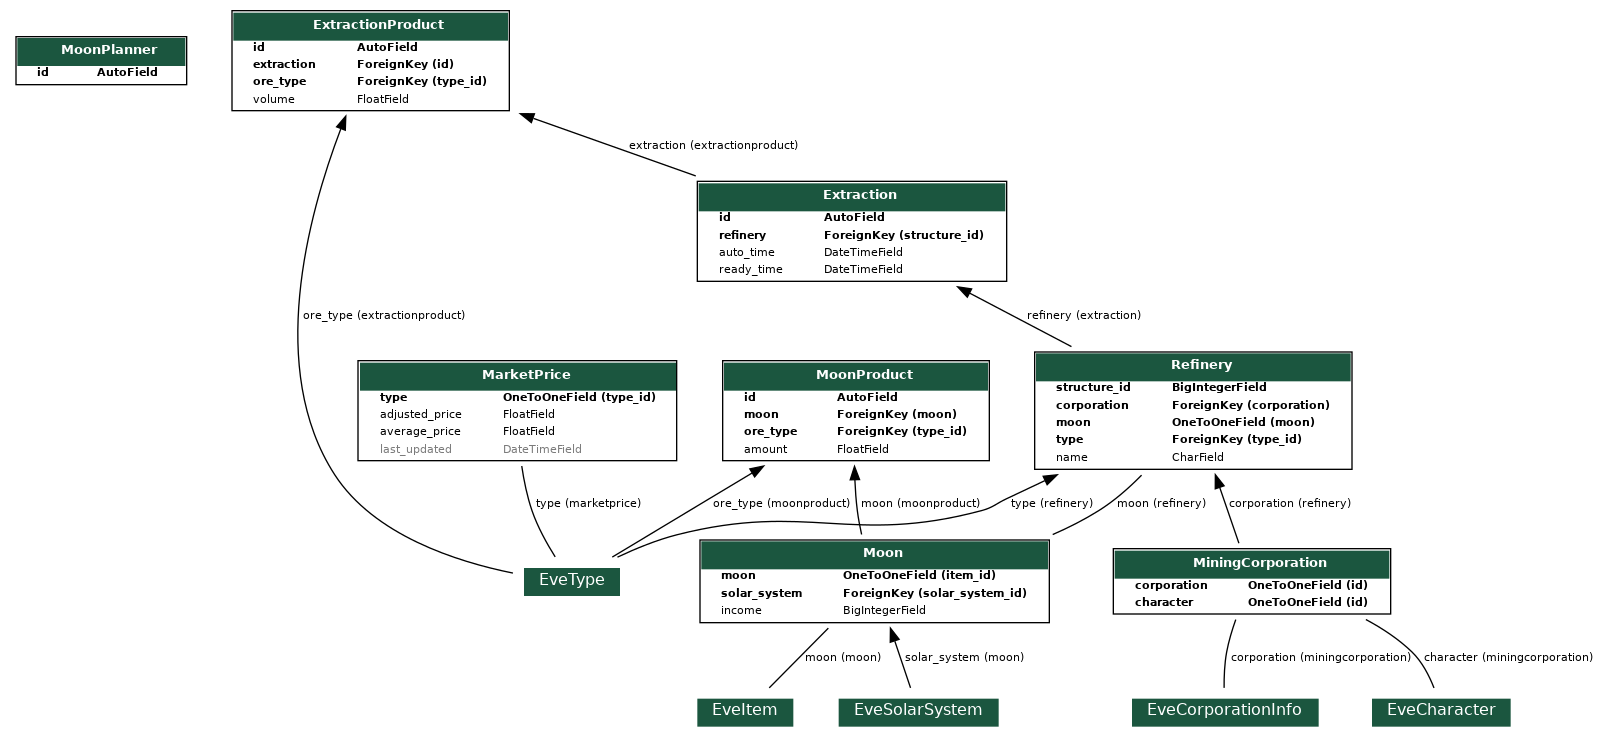 MoonPlanner
id AutoField
ExtractionProduct
id AutoField
extraction ForeignKey (id)
ore_type ForeignKey (type_id)
volume FloatField
extraction (extractionproduct)
Extraction
id AutoField
refinery ForeignKey (structure_id)
auto_time DateTimeField
ready_time DateTimeField
ore_type (extractionproduct)
refinery (extraction)
MarketPrice
type OneToOneField (type_id)
adjusted_price FloatField
average_price FloatField
last_updated DateTimeField
MoonProduct
id AutoField
moon ForeignKey (moon)
ore_type ForeignKey (type_id)
amount FloatField
Refinery
structure_id BigIntegerField
corporation ForeignKey (corporation)
moon OneToOneField (moon)
type ForeignKey (type_id)
name CharField
type (marketprice)
ore_type (moonproduct)
moon (moonproduct)
type (refinery)
moon (refinery)
corporation (refinery)
EveType
Moon
moon OneToOneField (item_id)
solar_system ForeignKey (solar_system_id)
income BigIntegerField
MiningCorporation
corporation OneToOneField (id)
character OneToOneField (id)
moon (moon)
solar_system (moon)
corporation (miningcorporation)
character (miningcorporation)
EveItem
EveSolarSystem
EveCorporationInfo
EveCharacter